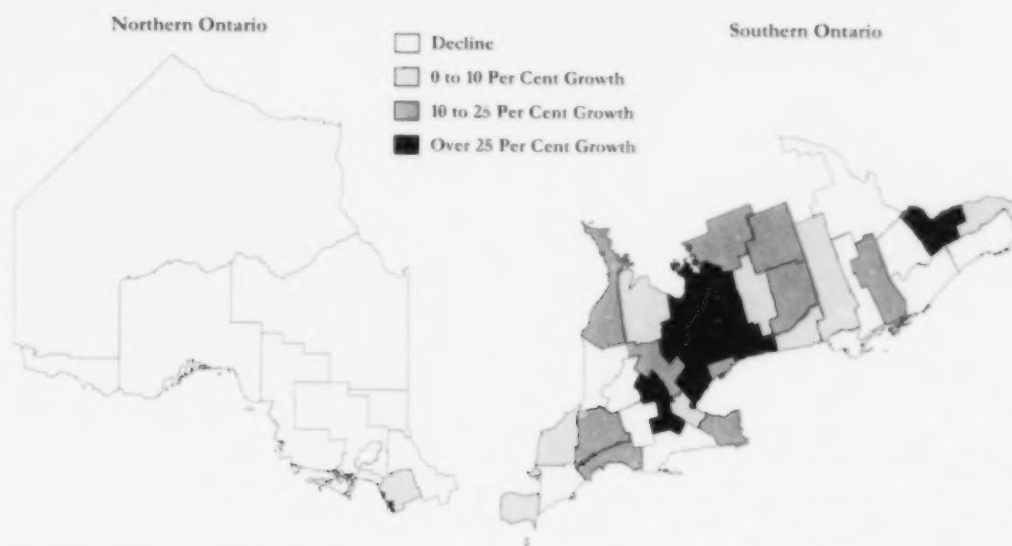 Northern Ontario
Southern Ontario
Decline
0 to 10 Per Cent Growth
10 to 25 Per Cent Growth
Over 25 Per Cent Growth